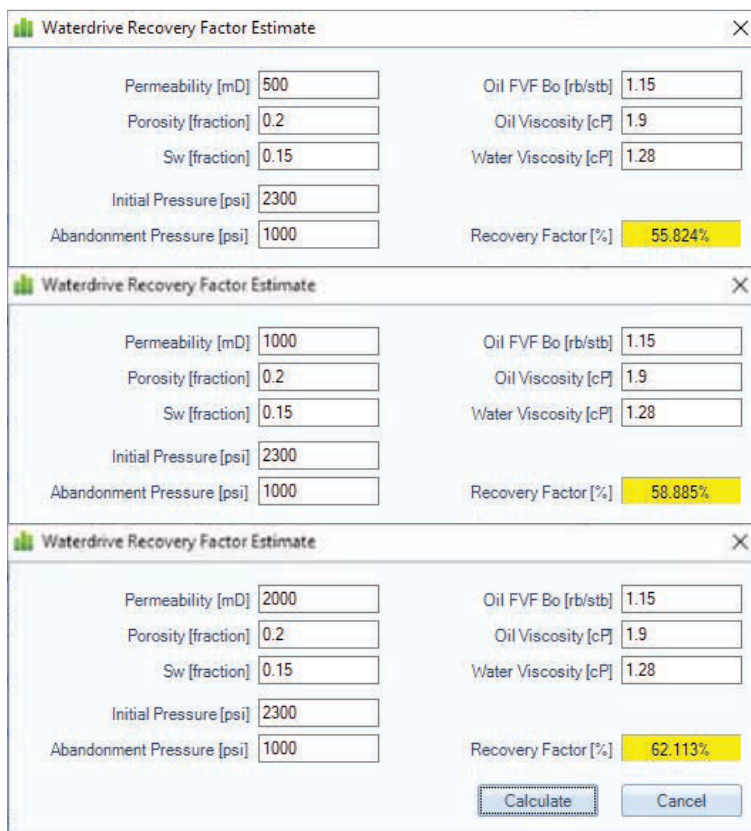 Waterdrive Recovery Factor Estimate
Permeability [mD] 500 Oil FVF Bo [rb/stb] 1.15
Porosity [fraction] 0.2 Oil Viscosity [cP] 1.9
Sw [fraction] 0.15 Water Viscosity [cP] 1.28
Initial Pressure [psi] 2300
Abandonment Pressure [psi] 1000 Recovery Factor [%] 55.824%
Waterdrive Recovery Factor Estimate
Permeability [mD] 1000 Oil FVF Bo [rb/stb] 1.15
Porosity [fraction] 0.2 Oil Viscosity [cP] 1.9
Sw [fraction] 0.15 Water Viscosity [cP] 1.28
Initial Pressure [psi] 2300
Abandonment Pressure [psi] 1000 Recovery Factor [%] 58.885%
Waterdrive Recovery Factor Estimate
Permeability [mD] 2000 Oil FVF Bo [rb/stb] 1.15
Porosity [fraction] 0.2 Oil Viscosity [cP] 1.9
Sw [fraction] 0.15 Water Viscosity [cP] 1.28
Initial Pressure [psi] 2300
Abandonment Pressure [psi] 1000 Recovery Factor [%] 62.113%
Calculate Cancel